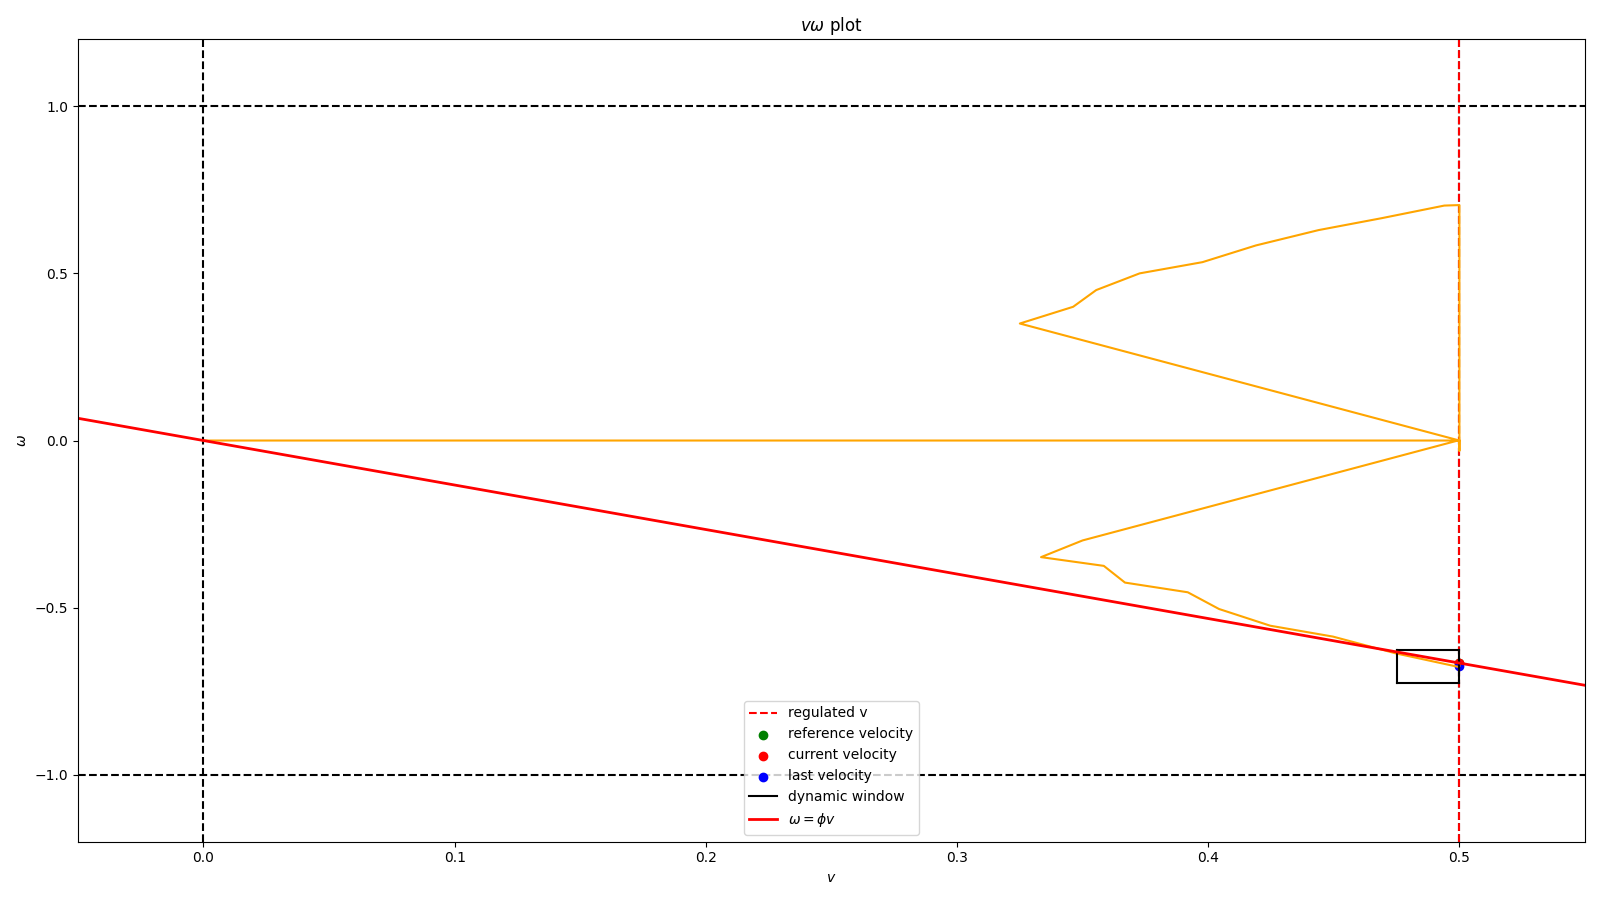 vω plot
1.0
0.5
0.0
−0.5
−1.0
ω
0.0 0.1 0.2 0.3 0.4 0.5
v
regulated v
reference velocity
current velocity
last velocity
dynamic window
ω = ϕv